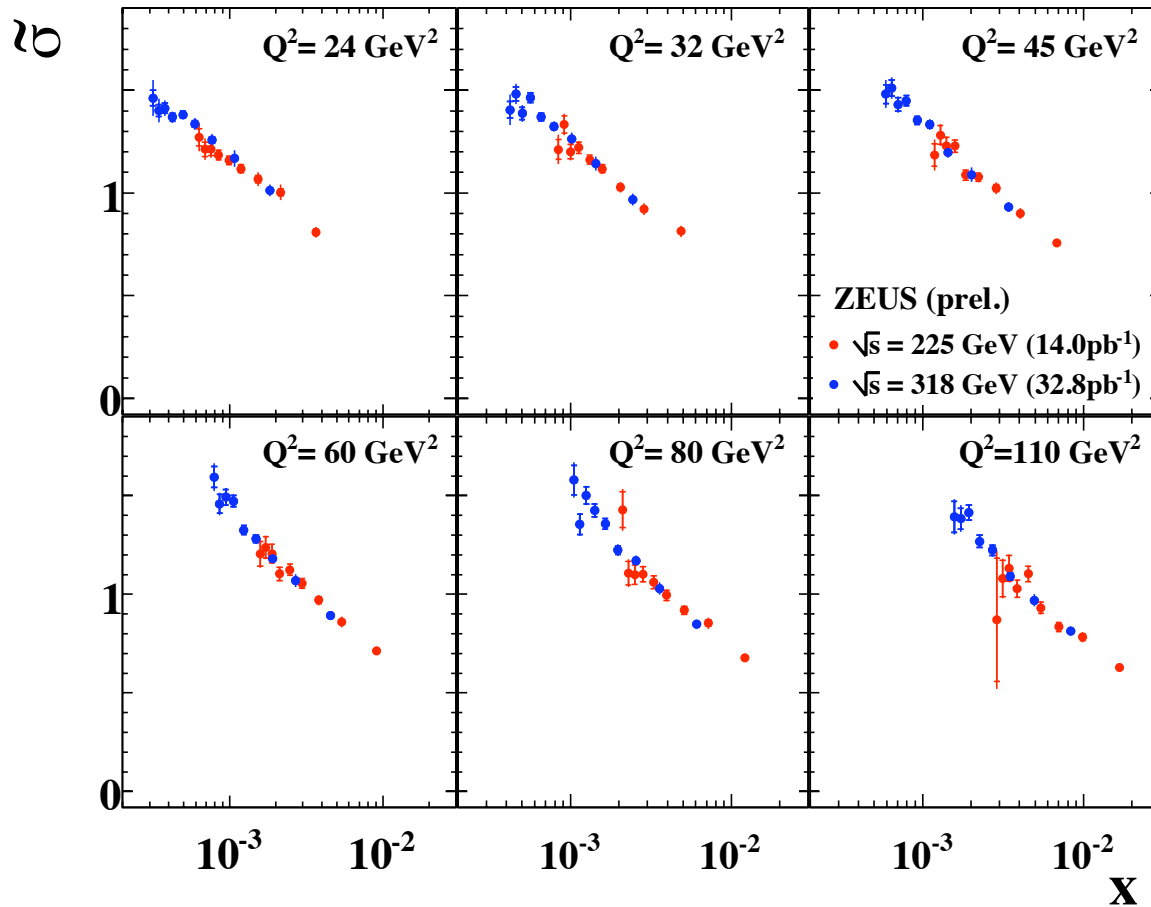 σ̃
Q²= 24 GeV²
Q²= 32 GeV²
Q²= 45 GeV²
1
0
ZEUS (prel.)
√s = 225 GeV (14.0pb⁻¹)
√s = 318 GeV (32.8pb⁻¹)
Q²= 60 GeV²
Q²= 80 GeV²
Q²=110 GeV²
1
0
10⁻³ 10⁻² 10⁻³ 10⁻² 10⁻³ 10⁻²
x